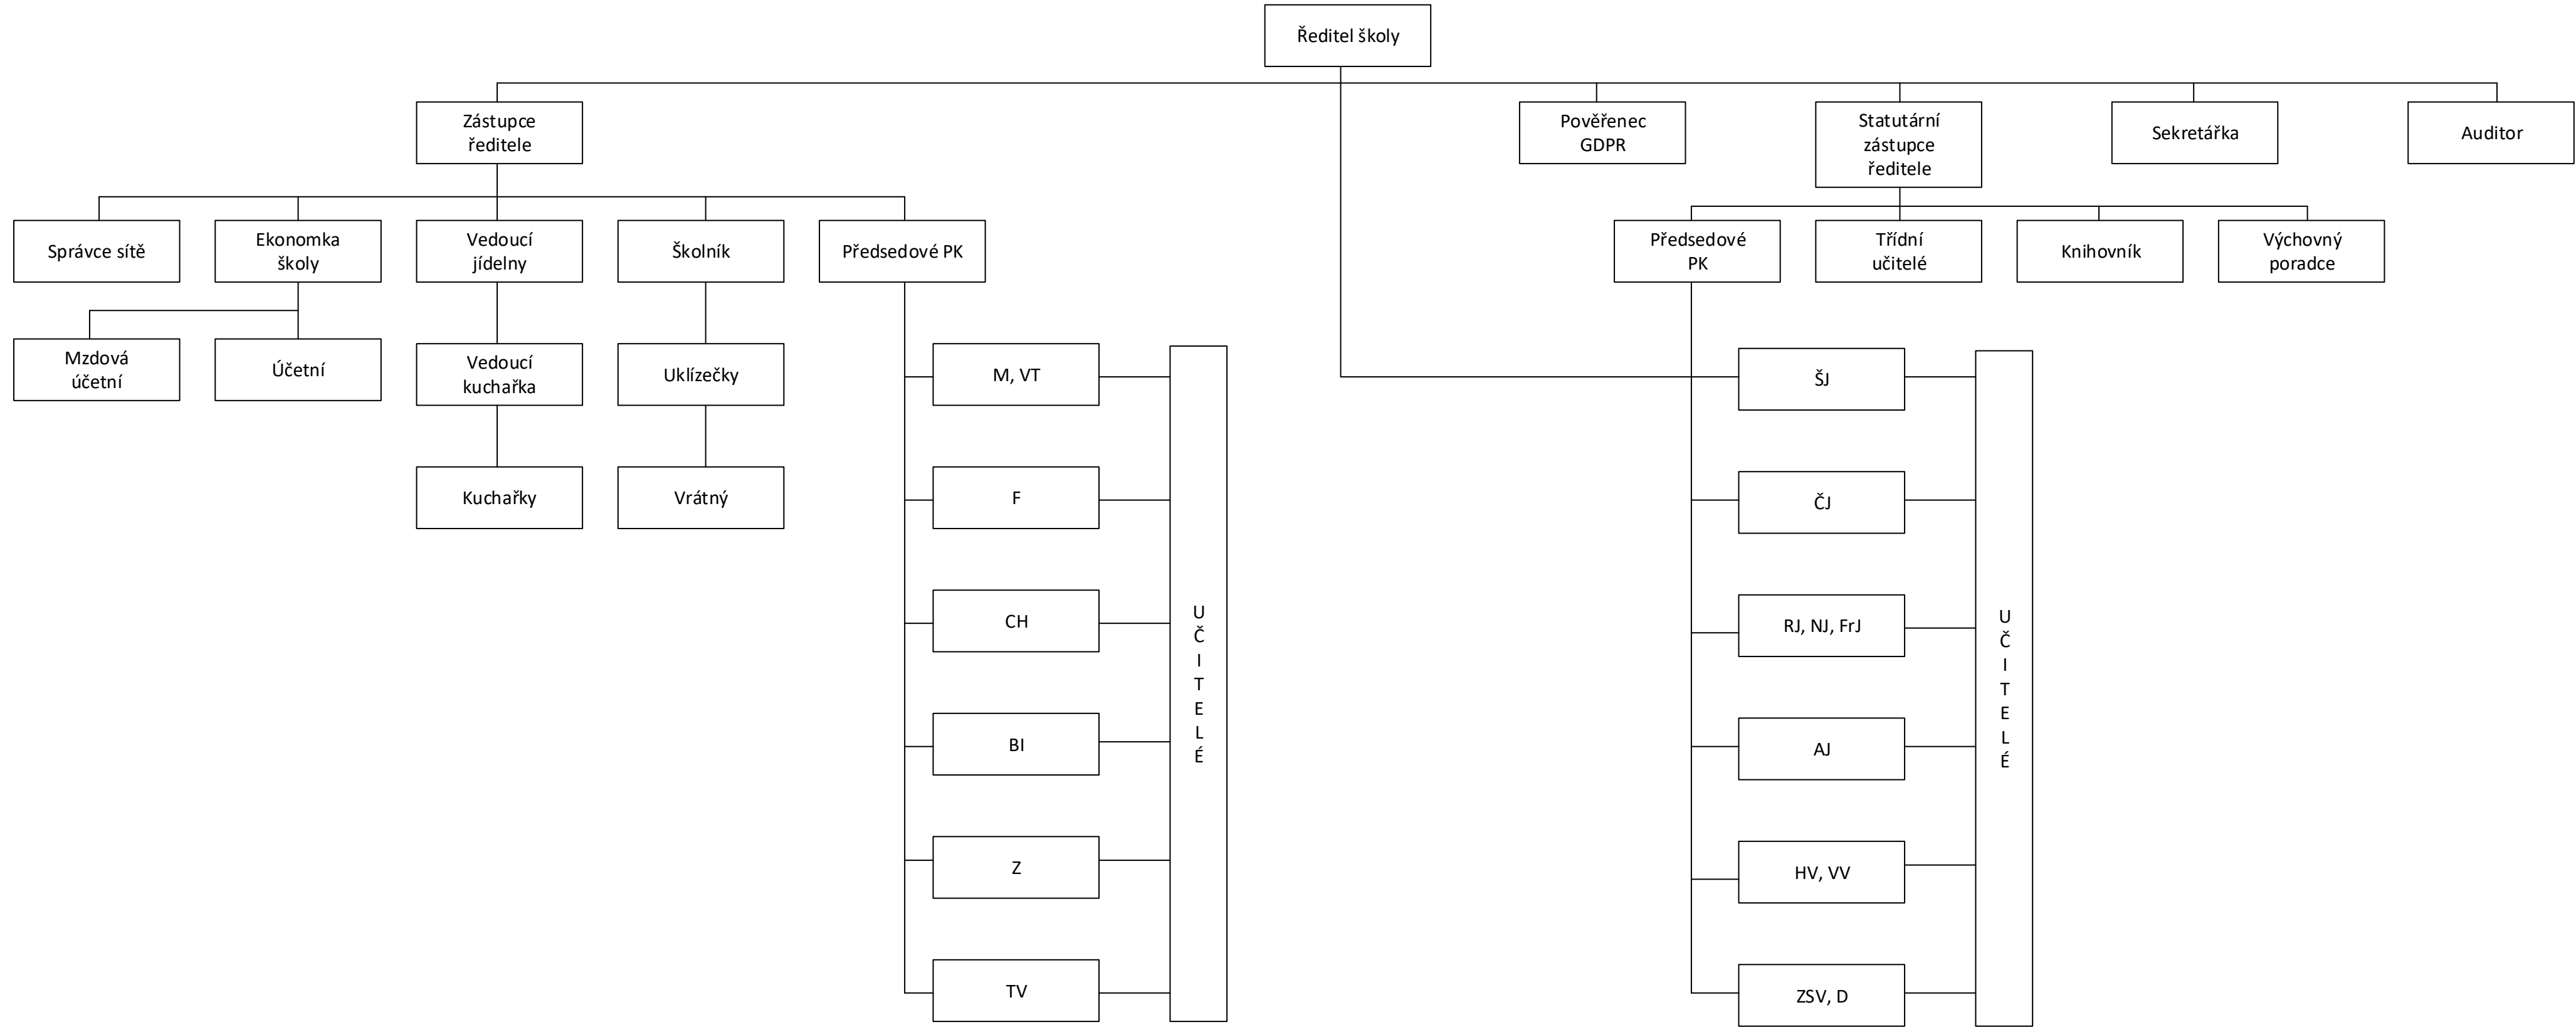 Ředitel školy
Zástupce
ředitele
Pověřenec
GDPR
Statutární
zástupce
ředitele
Sekretářka
Auditor
Správce sítě
Ekonomka
školy
Vedoucí
jídelny
Školník
Předsedové PK
Předsedové
PK
Třídní
učitelé
Knihovník
Výchovný
poradce
Mzdová
účetní
Účetní
Vedoucí
kuchařka
Uklízečky
Kuchařky
Vrátný
M, VT
F
CH
BI
Z
TV
U
Č
I
T
E
L
É
ŠJ
ČJ
RJ, NJ, FrJ
AJ
HV, VV
ZSV, D
U
Č
I
T
E
L
É